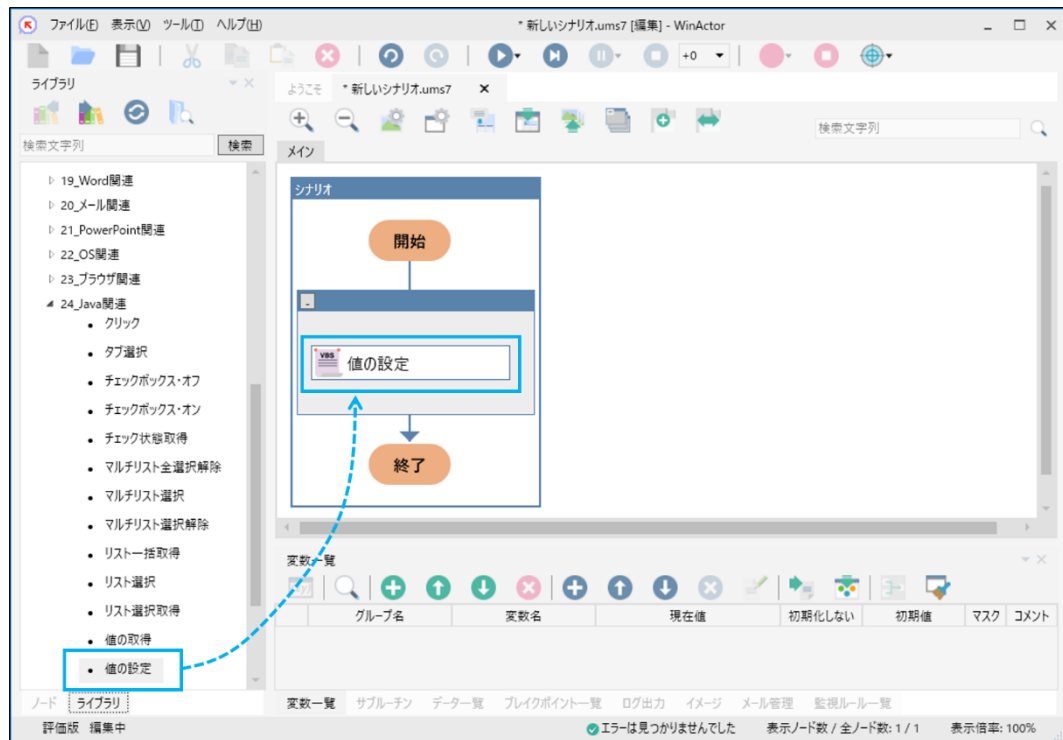 ファイル(F) 表示(V) ツール(T) ヘルプ(H)
* 新しいシナリオ.ums7 [編集] - WinActor
+0
ライブラリ
ようこそ
* 新しいシナリオ.ums7
検索文字列
検索
検索文字列
メイン
19_Word関連
20_メール関連
21_PowerPoint関連
22_OS関連
23_ブラウザ関連
24_Java関連
クリック
タブ選択
チェックボックス・オフ
チェックボックス・オン
チェック状態取得
マルチリスト全選択解除
マルチリスト選択
マルチリスト選択解除
リスト一括取得
リスト選択
リスト選択取得
値の取得
値の設定
シナリオ
開始
VBS
値の設定
終了
変数一覧
グループ名 変数名 現在値 初期化しない 初期値 マスク コメント
ノード ライブラリ
変数一覧 サブルーチン データ一覧 ブレイクポイント一覧 ログ出力 イメージ メール管理 監視ルール一覧
評価版 編集中
エラーは見つかりませんでした
表示ノード数 / 全ノード数: 1 / 1
表示倍率: 100%